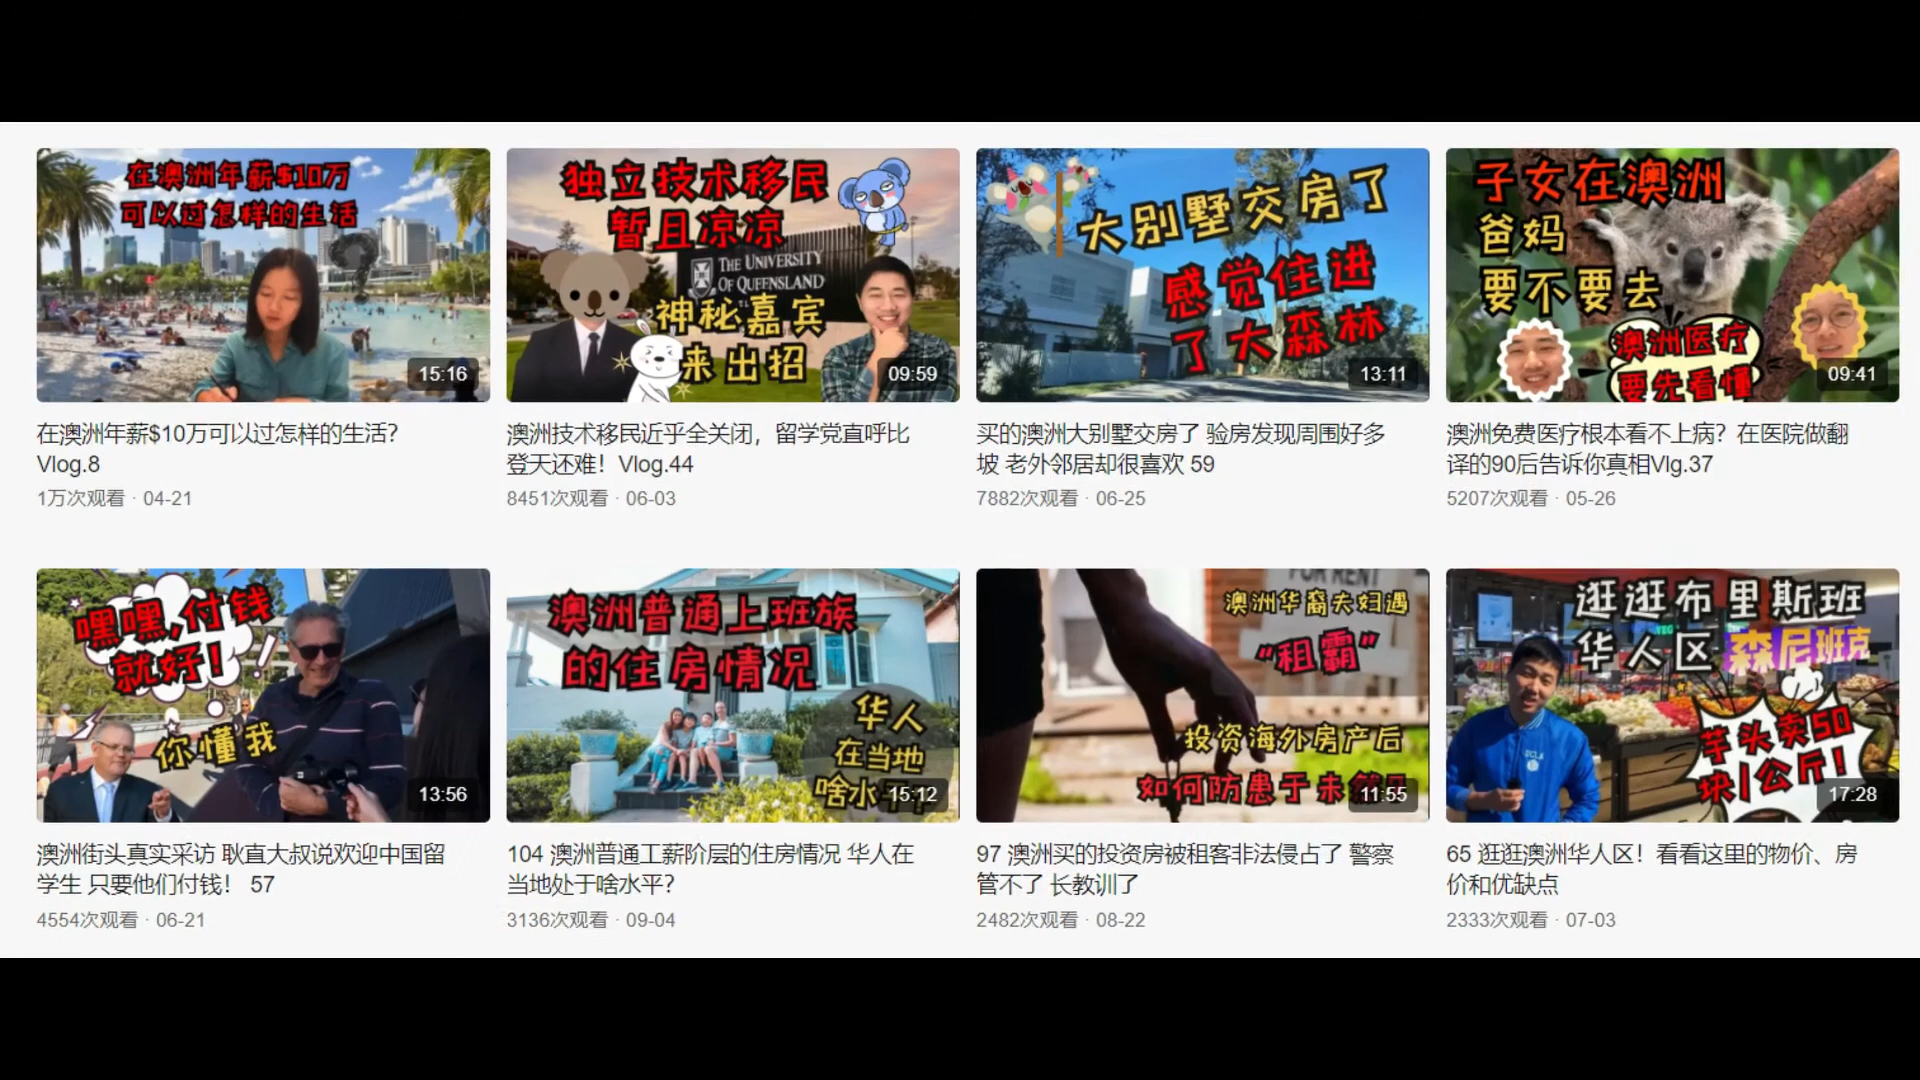 在澳洲年薪$10万
可以过怎样的生活
15:16
在澳洲年薪$10万可以过怎样的生活？
Vlog.8
1万次观看 · 04-21
独立技术移民
暂且凉凉
THE UNIVERSITY
OF QUEENSLAND
神秘嘉宾
来出招
09:59
澳洲技术移民近乎全关闭，留学党直呼比
登天还难！Vlog.44
8451次观看 · 06-03
大别墅交房了
感觉住进
了大森林
13:11
买的澳洲大别墅交房了 验房发现周围好多
坡 老外邻居却很喜欢 59
7882次观看 · 06-25
子女在澳洲
爸妈
要不要去
澳洲医疗
要先看懂
09:41
澳洲免费医疗根本看不上病？在医院做翻
译的90后告诉你真相Vlg.37
5207次观看 · 05-26
嘿嘿,付钱
就好！
你懂我
13:56
澳洲街头真实采访 耿直大叔说欢迎中国留
学生 只要他们付钱！ 57
4554次观看 · 06-21
澳洲普通上班族
的住房情况
华人
在当地
啥水
15:12
104 澳洲普通工薪阶层的住房情况 华人在
当地处于啥水平？
3136次观看 · 09-04
FOR RENT
澳洲华裔夫妇遇
“租霸”
投资海外房产后
如何防患于未
11:55
97 澳洲买的投资房被租客非法侵占了 警察
管不了 长教训了
2482次观看 · 08-22
逛逛布里斯班
华人区森尼班克
芋头卖50
块/公斤！
17:28
65 逛逛澳洲华人区！看看这里的物价、房
价和优缺点
2333次观看 · 07-03